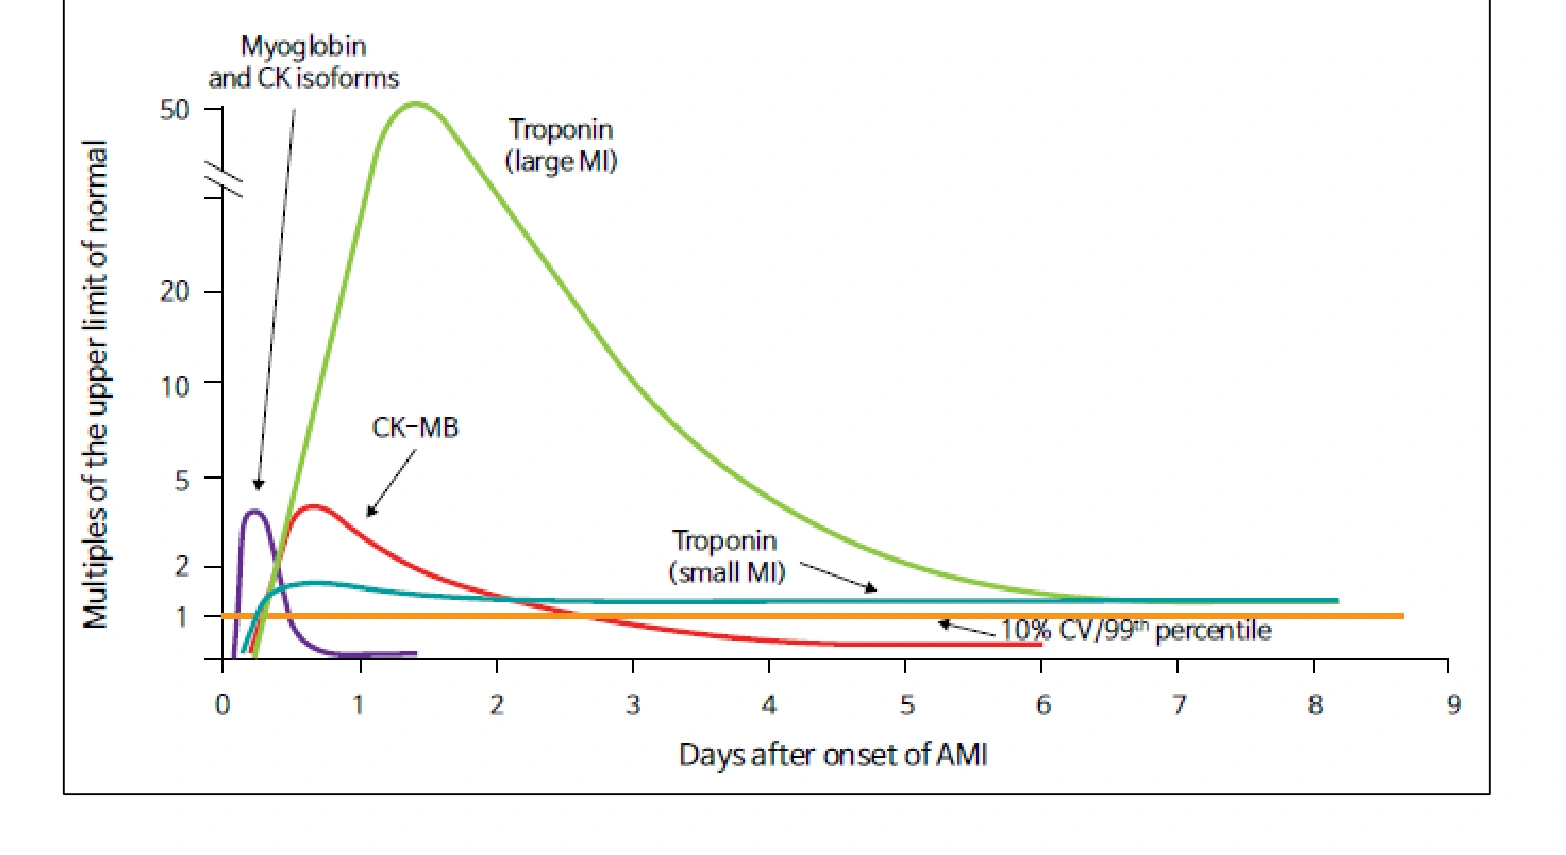 Myoglobin
and CK isoforms
50
Troponin
(large MI)
20
10
CK-MB
5
Troponin
(small MI)
2
1
10% CV/99th percentile
Multiples of the upper limit of normal
0 1 2 3 4 5 6 7 8 9
Days after onset of AMI